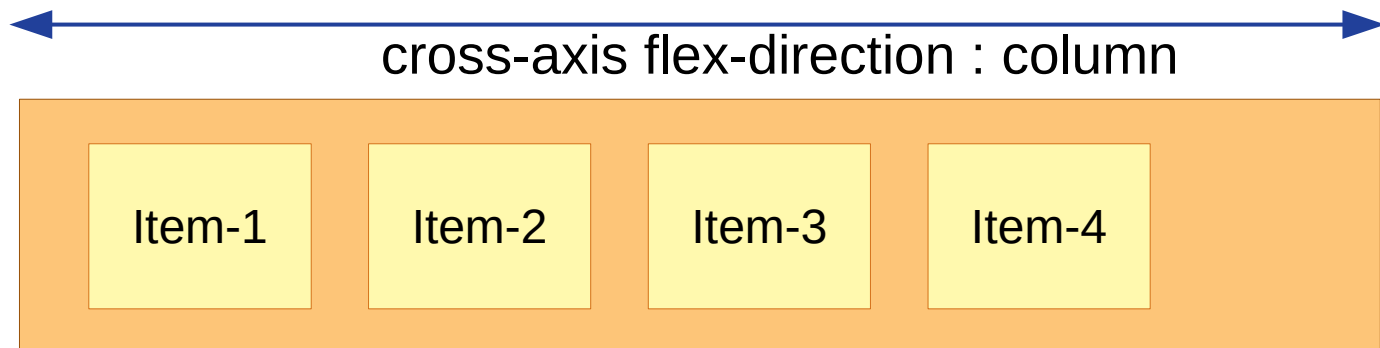 cross-axis flex-direction : column
Item-1 Item-2 Item-3 Item-4